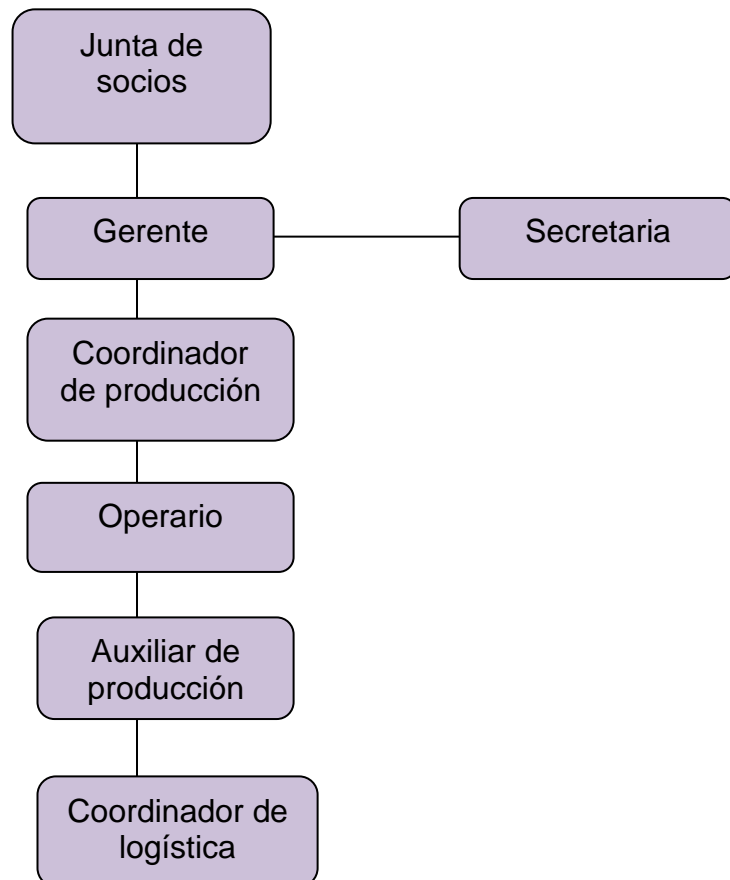 Junta de
socios
Gerente
Secretaria
Coordinador
de producción
Operario
Auxiliar de
producción
Coordinador de
logística